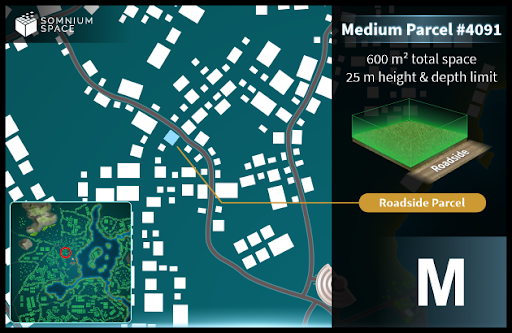 SOMNIUM
SPACE
Medium Parcel #4091
600 m² total space
25 m height & depth limit
Roadside
Roadside Parcel
M